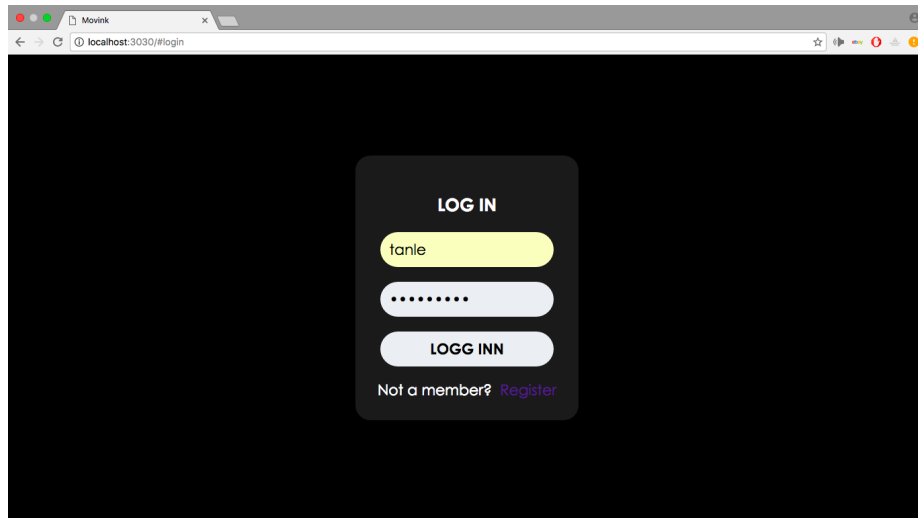 Movink
localhost:3030/#login
LOG IN
tanle
•••••••••
LOGG INN
Not a member? Register